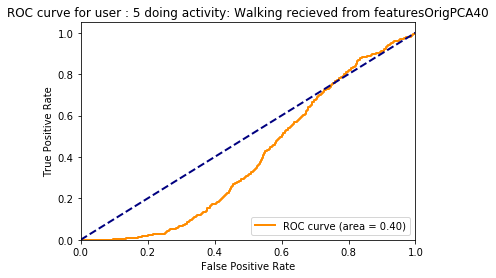 ROC curve for user : 5 doing activity: Walking recieved from featuresOrigPCA40
1.0
0.8
0.6
0.4
0.2
0.0
True Positive Rate
ROC curve (area = 0.40)
0.0 0.2 0.4 0.6 0.8 1.0
False Positive Rate